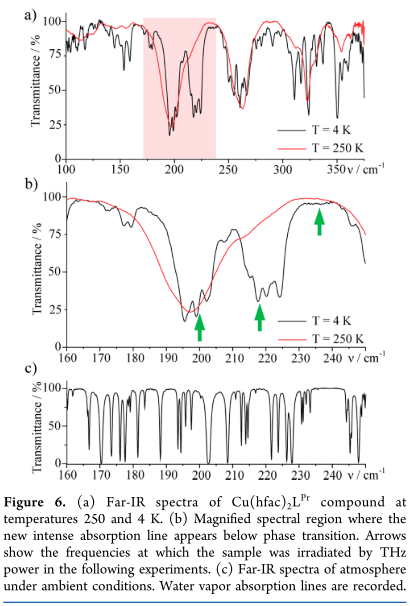 a)
Transmittance / %
100
75
50
25
0
T = 4 K
T = 250 K
100 150 200 250 300 350 ν / cm⁻¹
b)
Transmittance / %
100
75
50
25
0
T = 4 K
T = 250 K
160 170 180 190 200 210 220 230 240 ν / cm⁻¹
c)
Transmittance / %
100
50
0
160 170 180 190 200 210 220 230 240 ν / cm⁻¹
Figure 6. (a) Far-IR spectra of Cu(hfac)₂Lᴾʳ compound at
temperatures 250 and 4 K. (b) Magnified spectral region where the
new intense absorption line appears below phase transition. Arrows
show the frequencies at which the sample was irradiated by THz
power in the following experiments. (c) Far-IR spectra of atmosphere
under ambient conditions. Water vapor absorption lines are recorded.